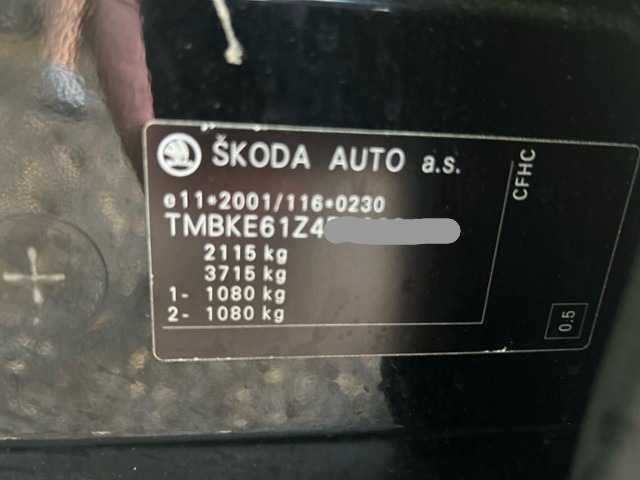 ŠKODA AUTO a.s.
e11*2001/116*0230
TMBKE61Z4
2115 kg
3715 kg
1- 1080 kg
2- 1080 kg
CFHC
0.5